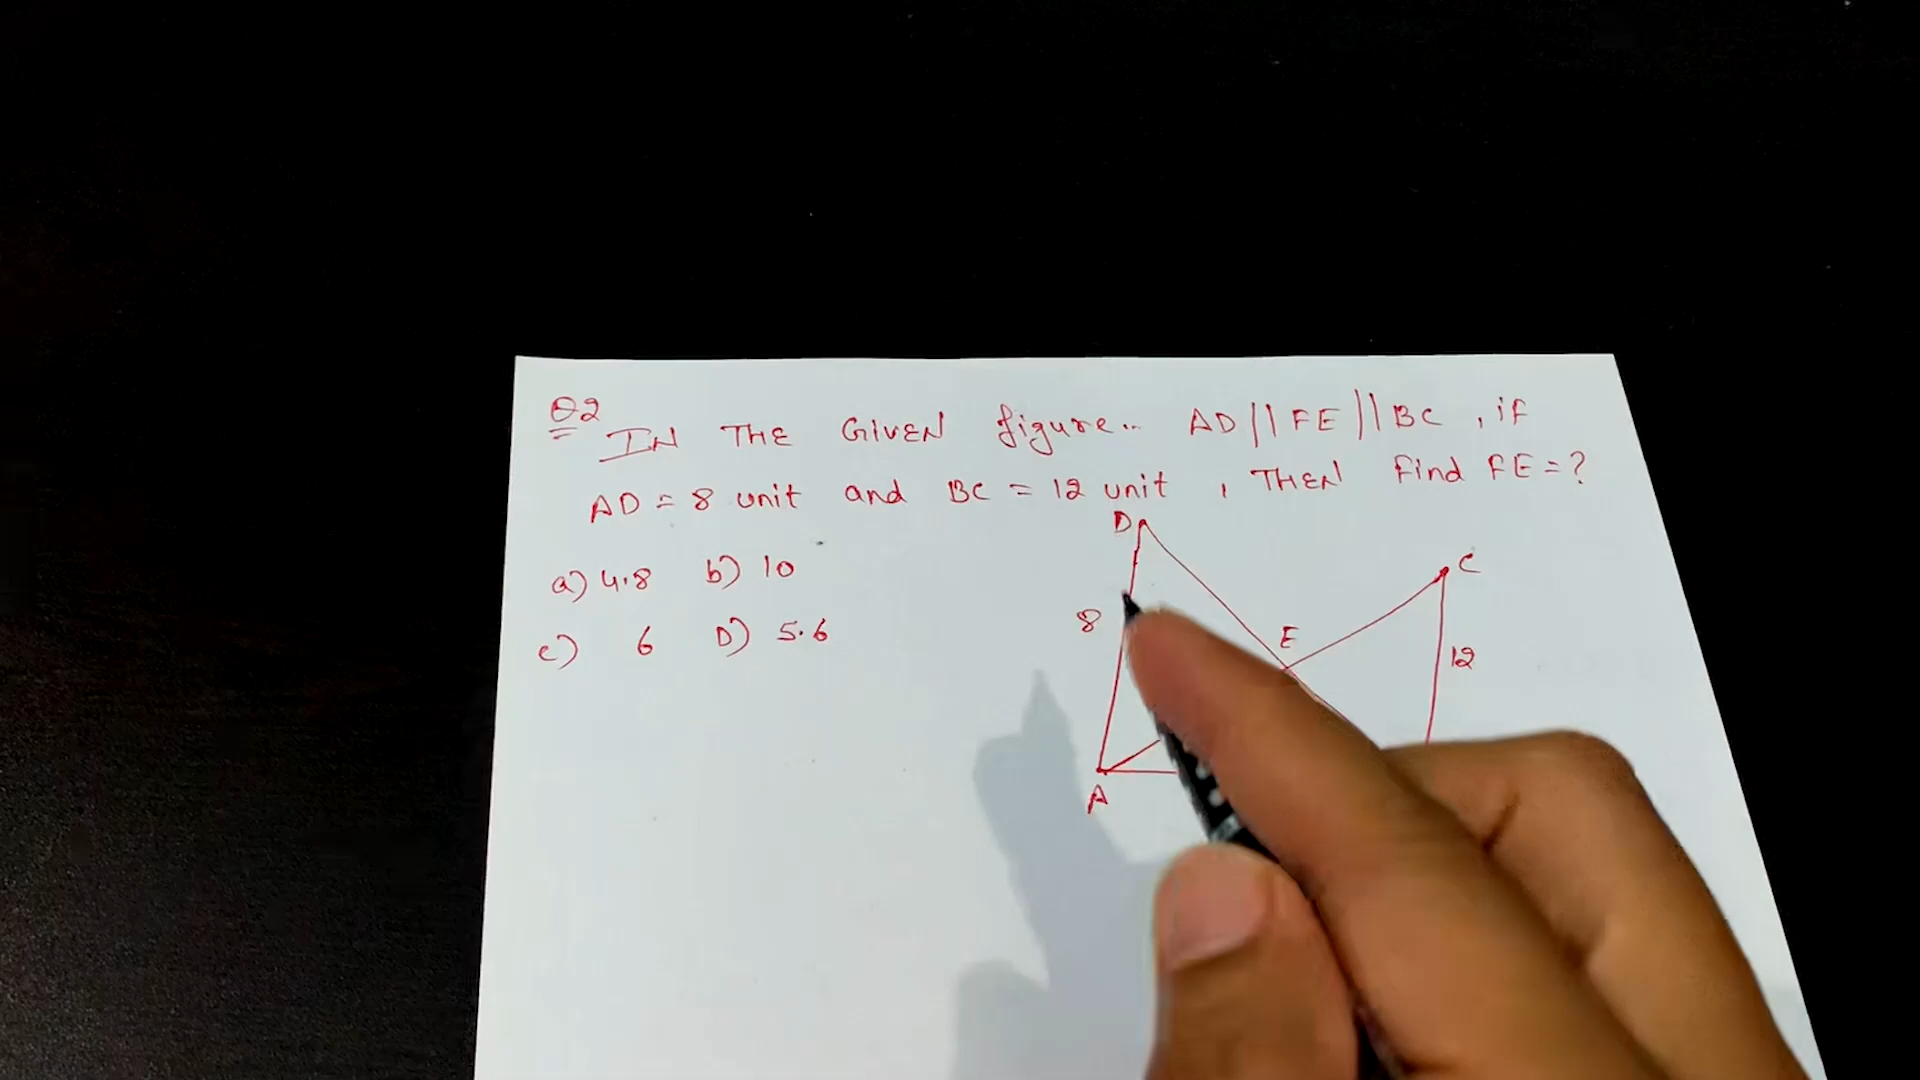 Q2
IN THE GIVEN figure.. AD||FE||BC , if
AD = 8 unit and BC = 12 unit , THEN Find FE = ?
a) 4.8 b) 10
c) 6 D) 5.6
D
C
8
E
12
A